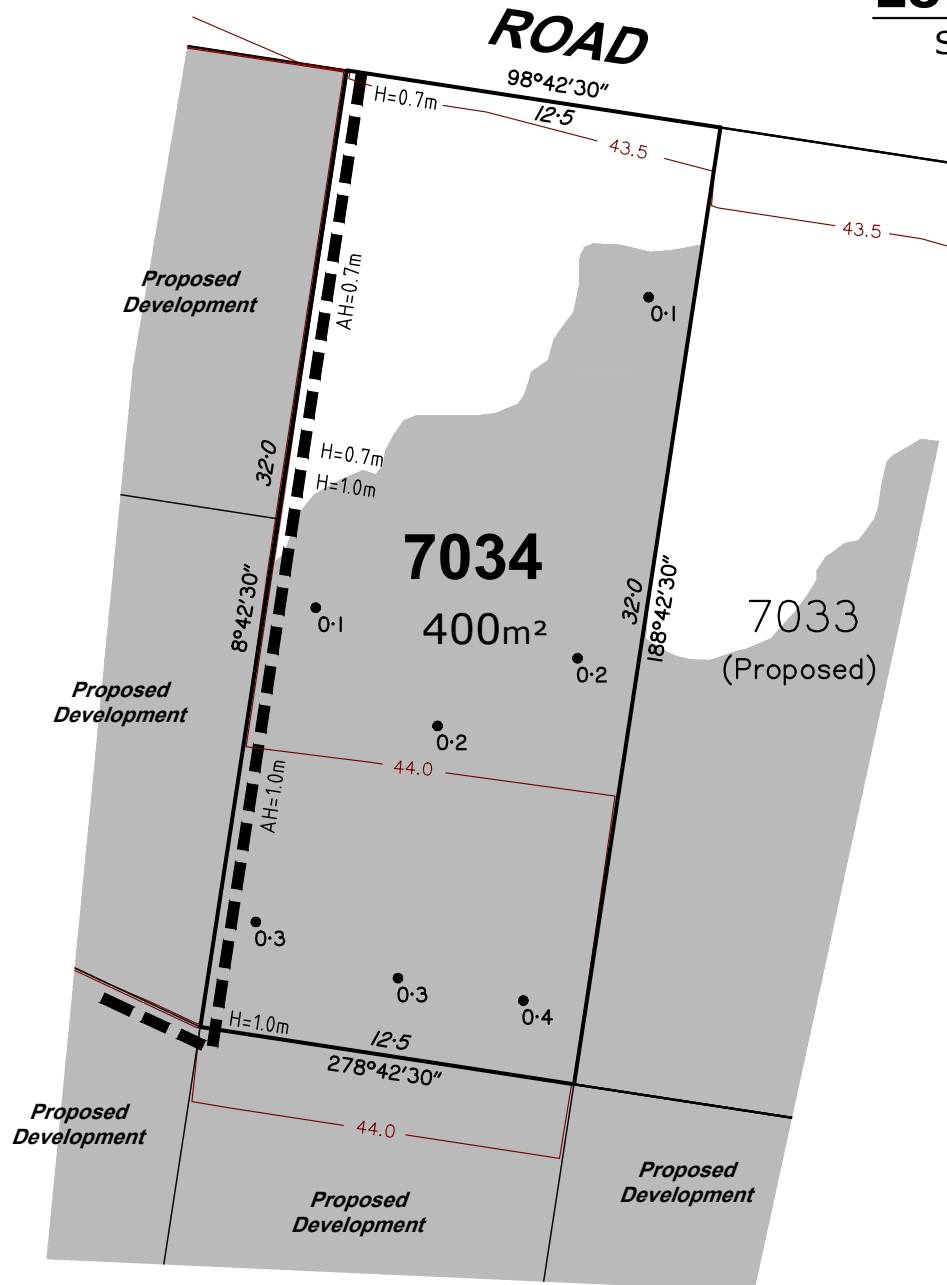 ROAD
98°42'30"
12·5
H=0.7m
43.5
43.5
AH=0.7m
Proposed
Development
0·1
32·0
H=0.7m
H=1.0m
7034
400m²
8°42'30"
0·1
32·0
188°42'30"
7033
(Proposed)
0·2
Proposed
Development
0·2
44.0
AH=1.0m
0·3
0·3
0·4
H=1.0m
12·5
278°42'30"
Proposed
Development
44.0
Proposed
Development
Proposed
Development